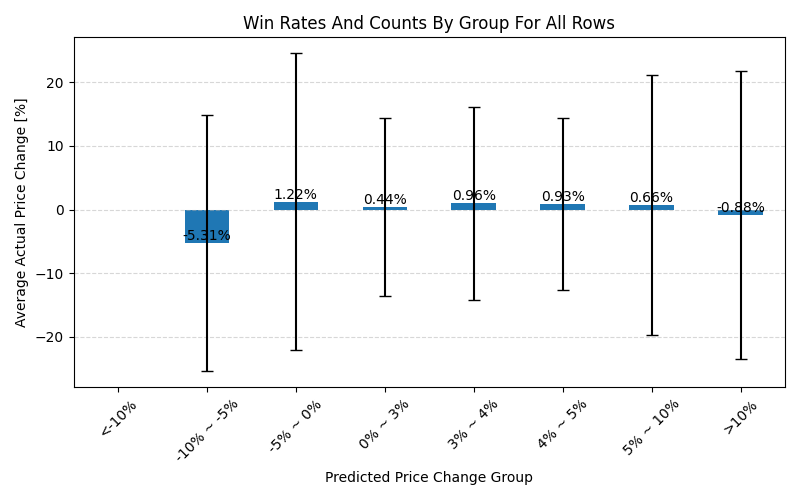 Win Rates And Counts By Group For All Rows
Average Actual Price Change [%]
20
10
0
−10
−20
-5.31%
1.22%
0.44%
0.96%
0.93%
0.66%
-0.88%
<-10%
-10% ~ -5%
-5% ~ 0%
0% ~ 3%
3% ~ 4%
4% ~ 5%
5% ~ 10%
>10%
Predicted Price Change Group